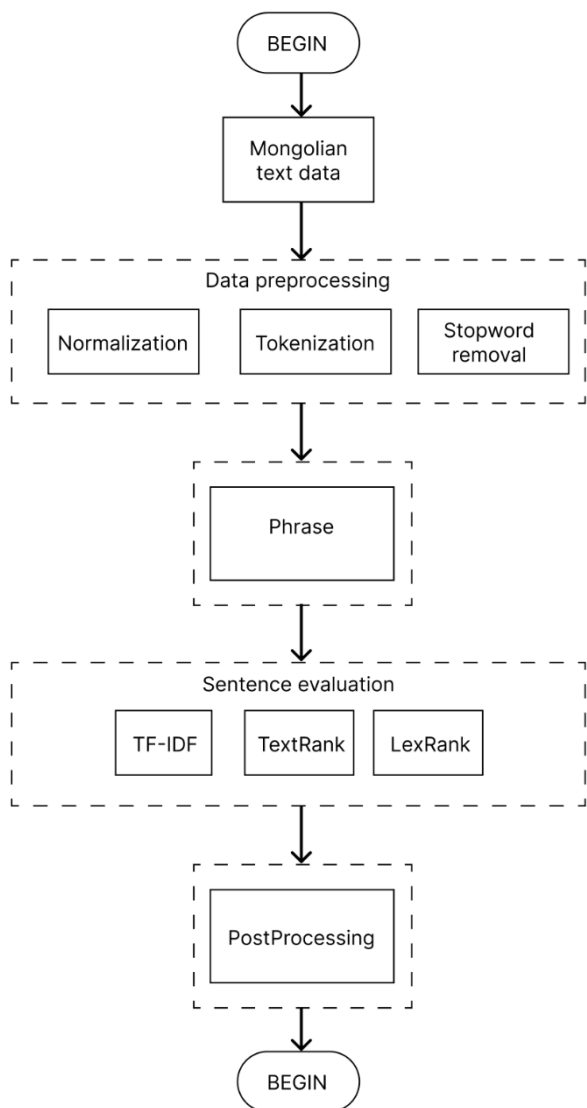 BEGIN
Mongolian
text data
Data preprocessing
Normalization
Tokenization
Stopword
removal
Phrase
Sentence evaluation
TF-IDF
TextRank
LexRank
PostProcessing
BEGIN